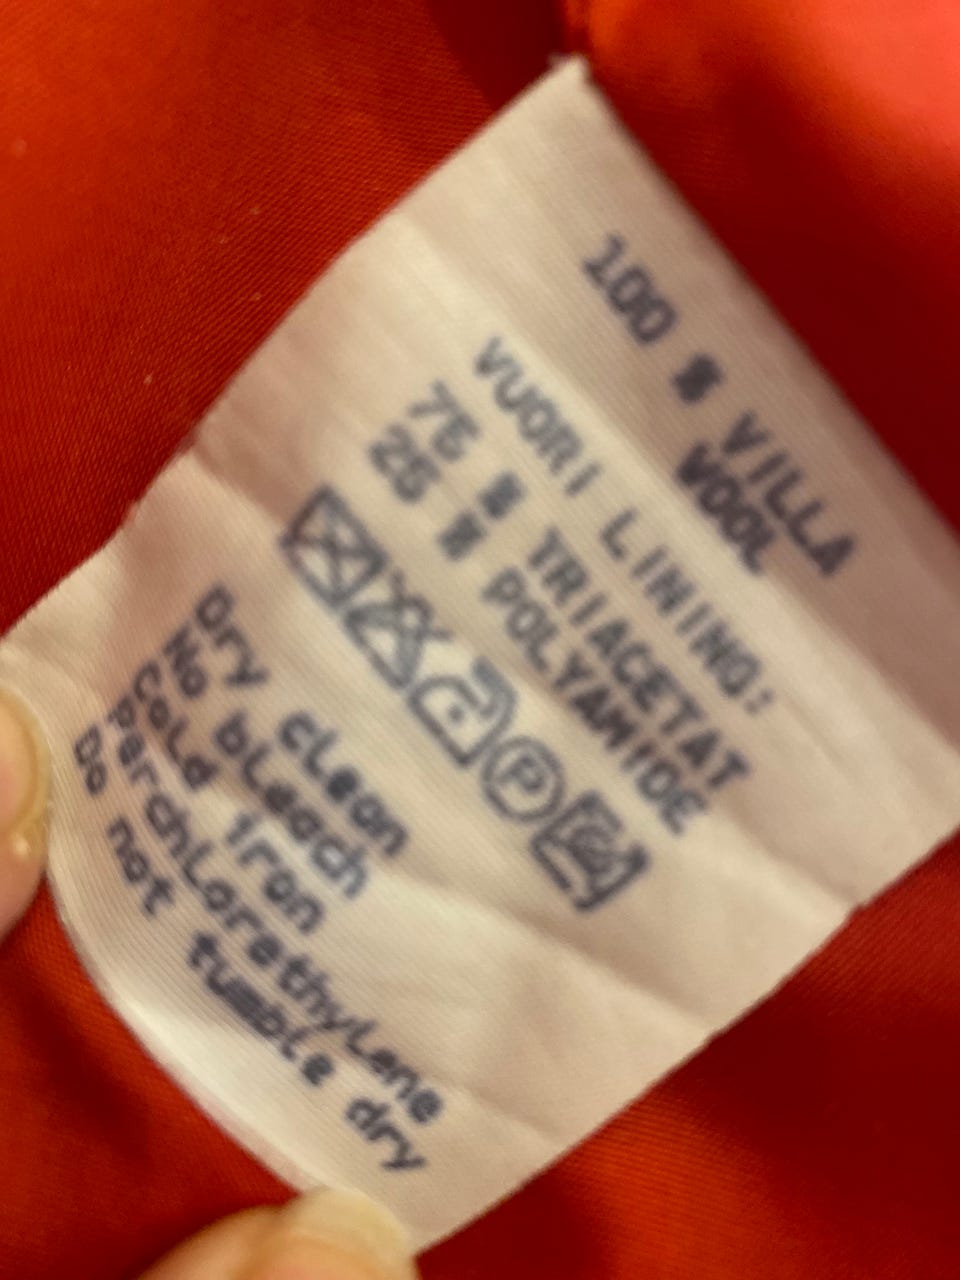 100 % VILLA
WOOL
VUORI LINING:
75 % TRIACETAT
25 % POLYAMIDE
P
Dry clean
No bleach
Cold iron
Perchlorethylene
Do not tumble dry